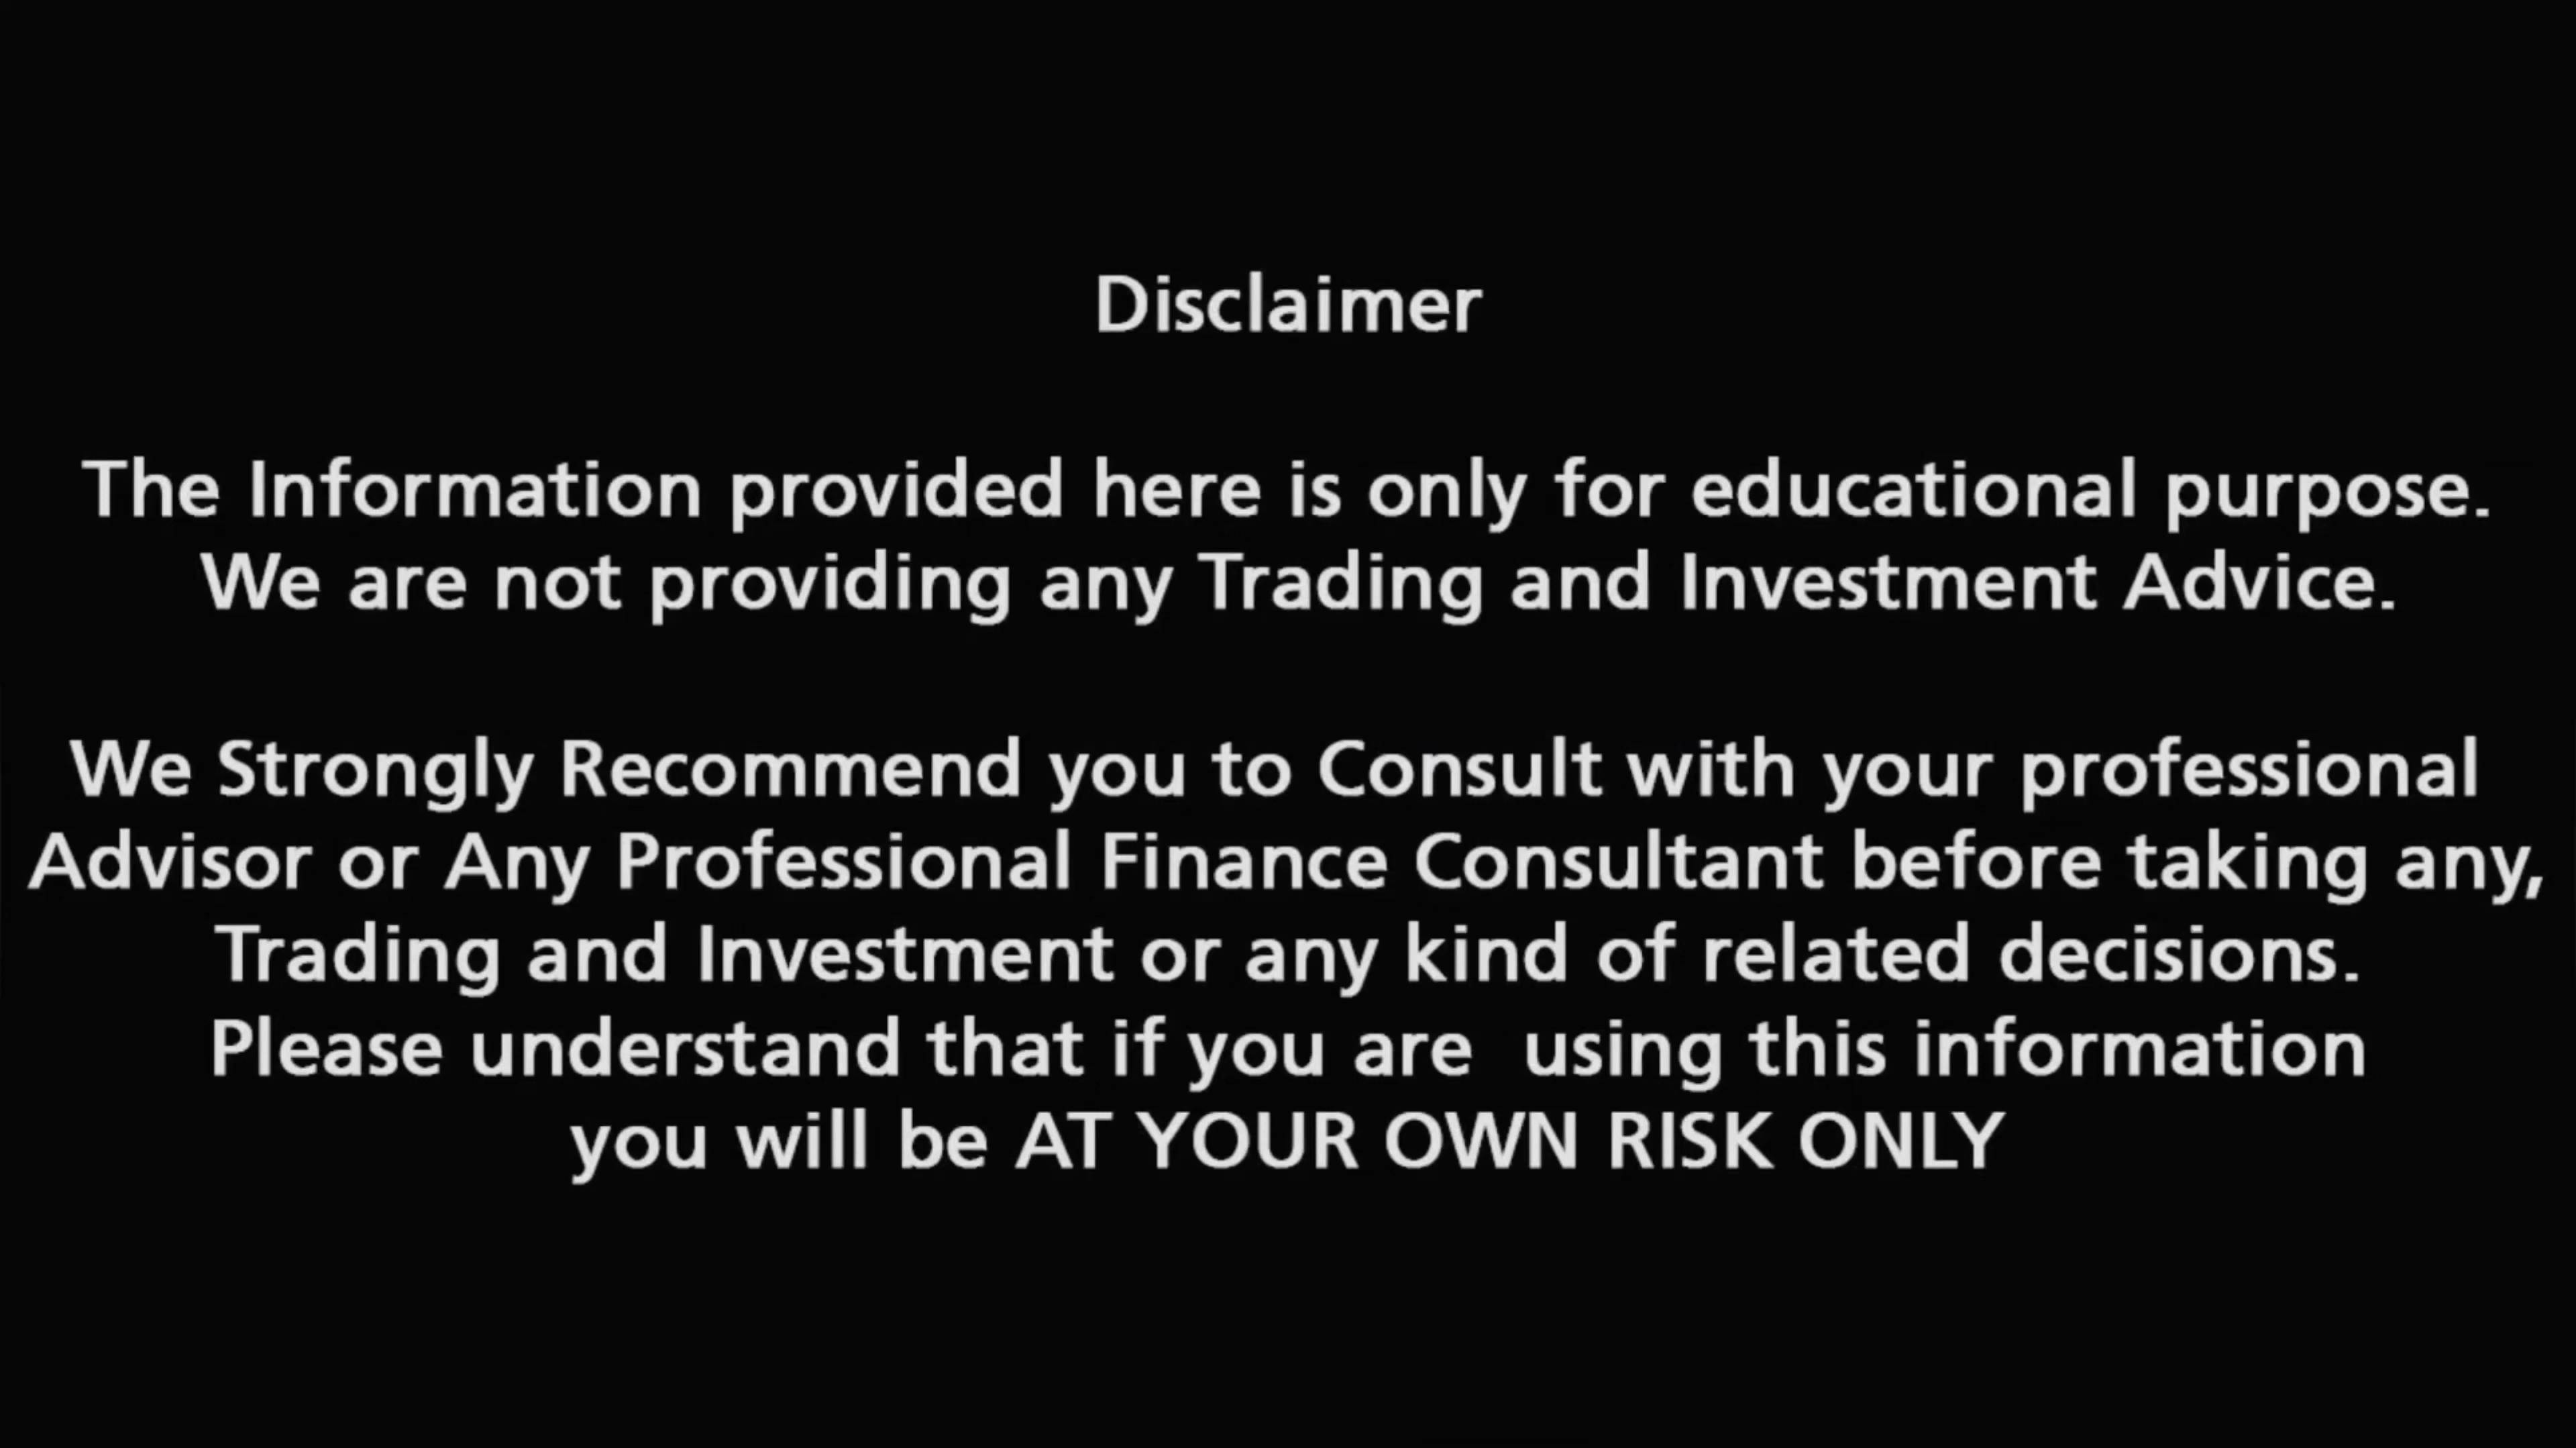 Disclaimer
The Information provided here is only for educational purpose.
We are not providing any Trading and Investment Advice.
We Strongly Recommend you to Consult with your professional
Advisor or Any Professional Finance Consultant before taking any,
Trading and Investment or any kind of related decisions.
Please understand that if you are  using this information
you will be AT YOUR OWN RISK ONLY